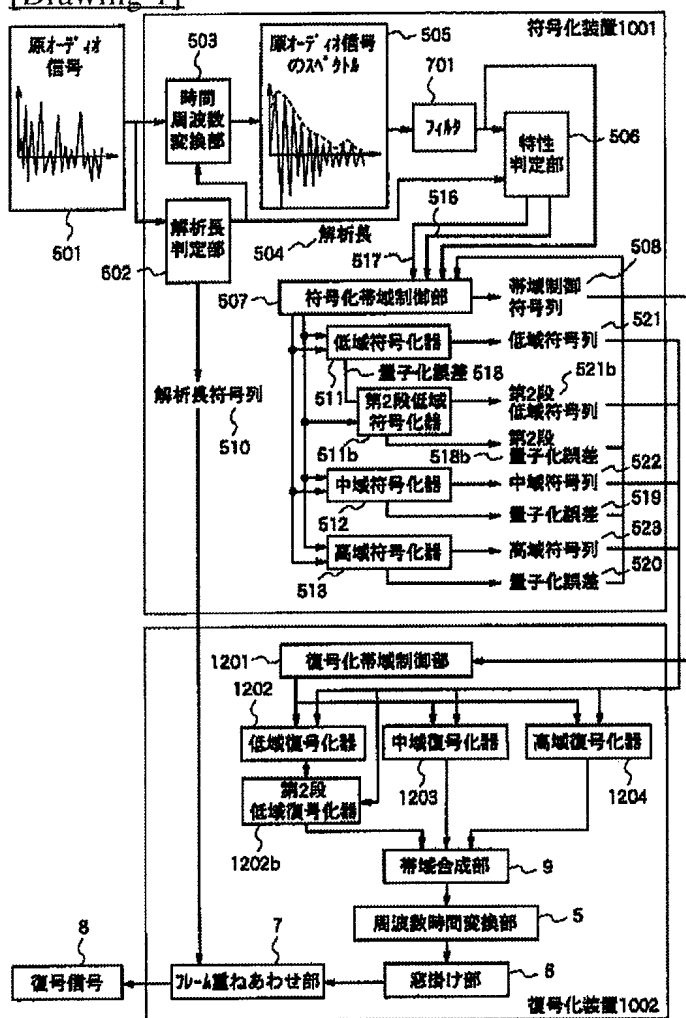 [Drawing 1]
符号化装置1001
原オーディオ
信号
501
503
時間
周波数
変換部
505
原オーディオ信号
のスペクトル
701
フィルタ
特性
判定部
506
解析長
判定部
502
504
解析長
516
517
507
符号化帯域制御部
508
帯域制御
符号列
低域符号化器
511
521
低域符号列
量子化誤差 518
521b
第2段低域
符号化器
511b
第2段
低域符号列
518b
第2段
量子化誤差
解析長符号列
510
中域符号化器
512
522
中域符号列
519
量子化誤差
高域符号化器
513
523
高域符号列
520
量子化誤差
1201
復号化帯域制御部
1202
低域復号化器
中域復号化器
1203
高域復号化器
1204
第2段
低域復号化器
1202b
帯域合成部
9
周波数時間変換部
5
8
復号信号
7
フレーム重ねあわせ部
窓掛け部
6
復号化装置1002